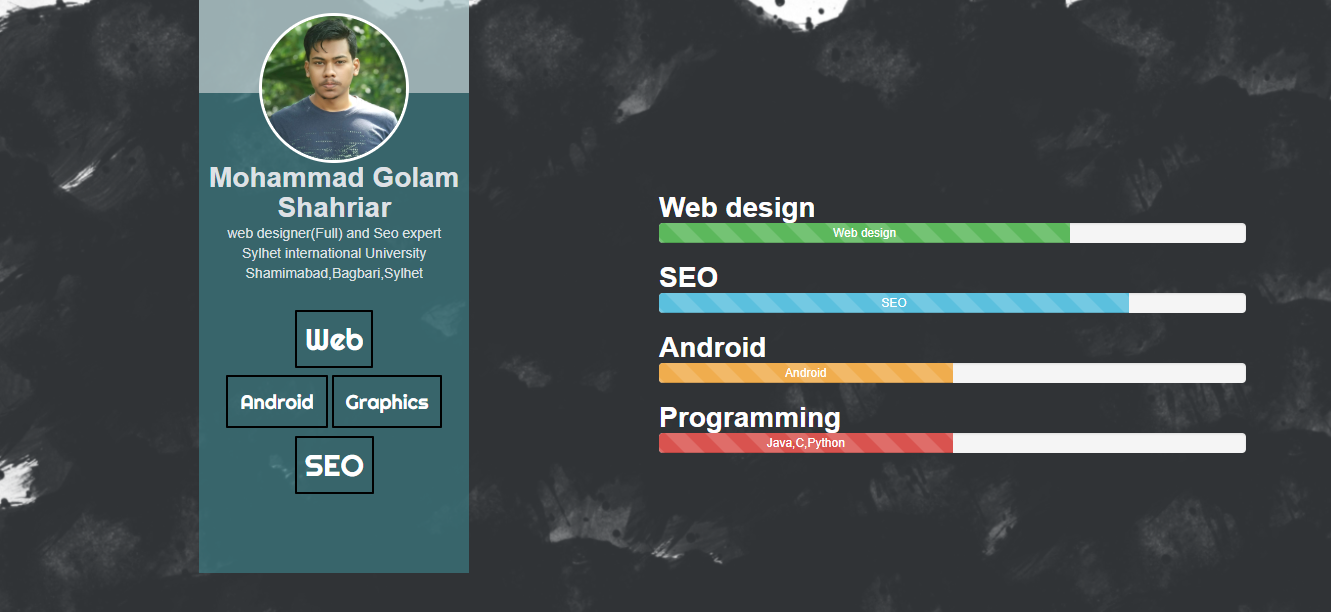 Mohammad Golam
Shahriar
web designer(Full) and Seo expert
Sylhet international University
Shamimabad,Bagbari,Sylhet
Web
Android Graphics
SEO
Web design
Web design
SEO
SEO
Android
Android
Programming
Java,C,Python